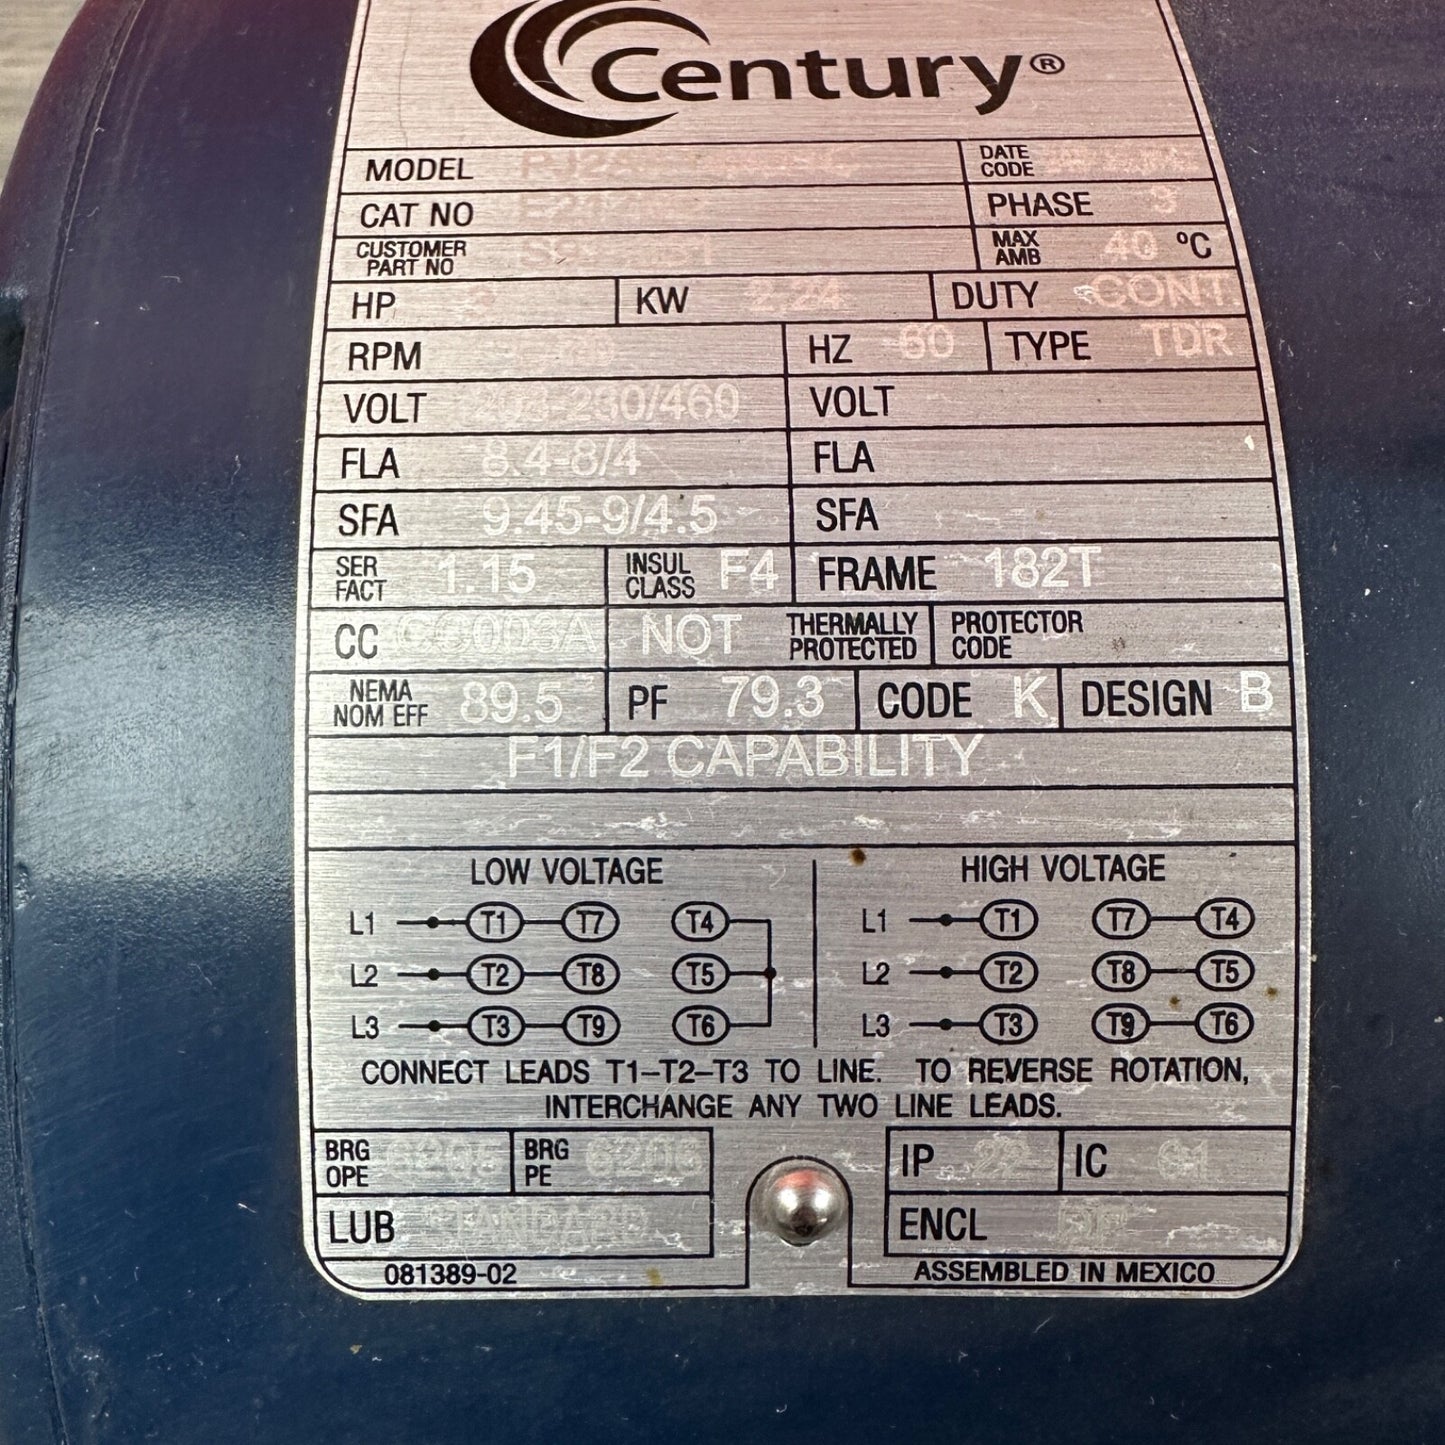 Century®
MODEL
DATE CODE
CAT NO
PHASE 3
CUSTOMER PART NO
MAX AMB 40 °C
HP KW 2.24 DUTY CONT
RPM HZ 60 TYPE TDR
VOLT 208-230/460 VOLT
FLA 8.4-8/4 FLA
SFA 9.45-9/4.5 SFA
SER FACT 1.15 INSUL CLASS F4 FRAME 182T
CC CC003A NOT THERMALLY PROTECTED PROTECTOR CODE
NEMA NOM EFF 89.5 PF 79.3 CODE K DESIGN B
F1/F2 CAPABILITY
LOW VOLTAGE HIGH VOLTAGE
L1 T1 T7 T4 L1 T1 T7 T4
L2 T2 T8 T5 L2 T2 T8 T5
L3 T3 T9 T6 L3 T3 T9 T6
CONNECT LEADS T1-T2-T3 TO LINE. TO REVERSE ROTATION,
INTERCHANGE ANY TWO LINE LEADS.
BRG OPE BRG PE 6206 IP 22 IC 01
LUB STANDARD ENCL DP
081389-02 ASSEMBLED IN MEXICO